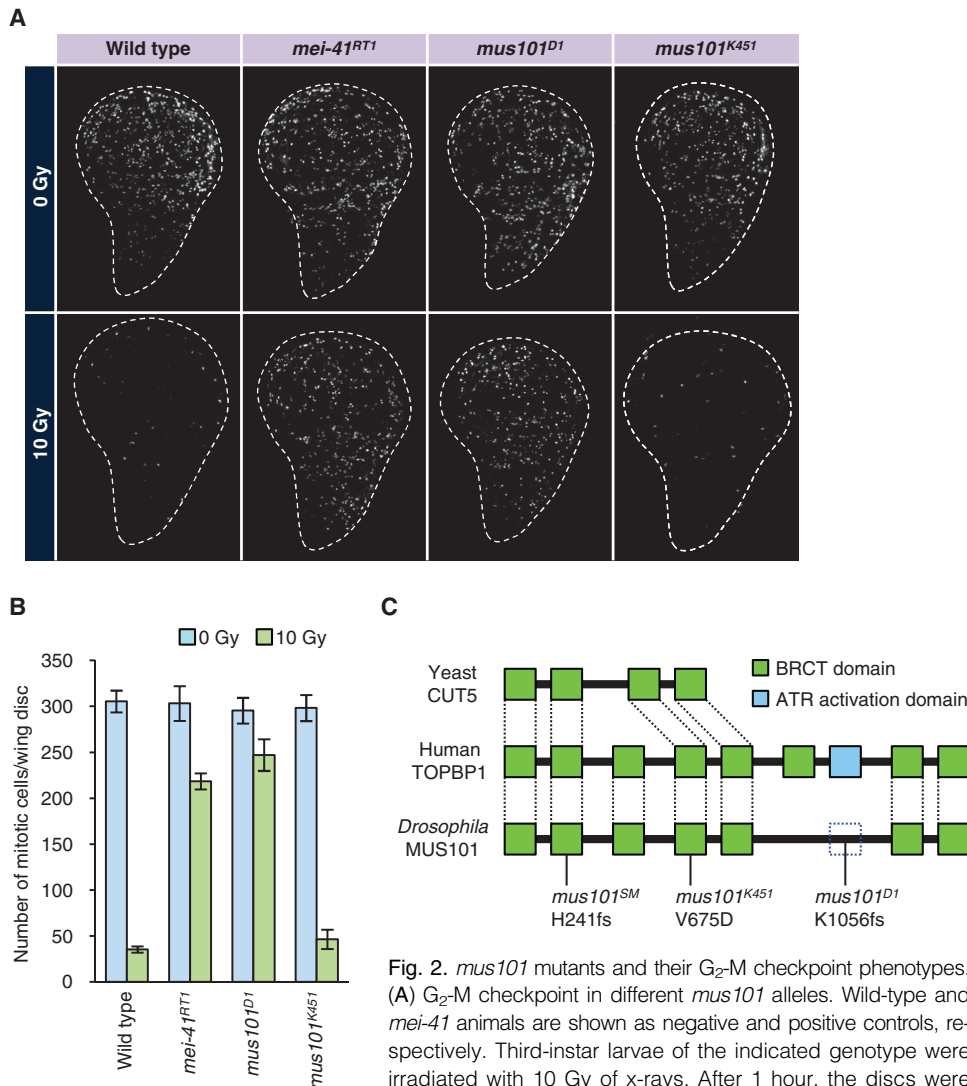 A
Wild type mei-41RT1 mus101D1 mus101K451
0 Gy
10 Gy
B
0 Gy 10 Gy
Number of mitotic cells/wing disc
350
300
250
200
150
100
50
0
Wild type
mei-41RT1
mus101D1
mus101K451
C
Yeast
CUT5
BRCT domain
ATR activation domain
Human
TOPBP1
Drosophila
MUS101
mus101SM
H241fs
mus101K451
V675D
mus101D1
K1056fs
Fig. 2. mus101 mutants and their G2-M checkpoint phenotypes.
(A) G2-M checkpoint in different mus101 alleles. Wild-type and
mei-41 animals are shown as negative and positive controls, re-
spectively. Third-instar larvae of the indicated genotype were
irradiated with 10 Gy of x-rays. After 1 hour, the discs were